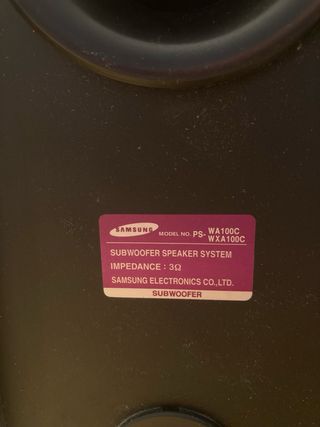 SAMSUNG MODEL NO. PS- WA100C
WXA100C
SUBWOOFER SPEAKER SYSTEM
IMPEDANCE : 3Ω
SAMSUNG ELECTRONICS CO.,LTD.
SUBWOOFER